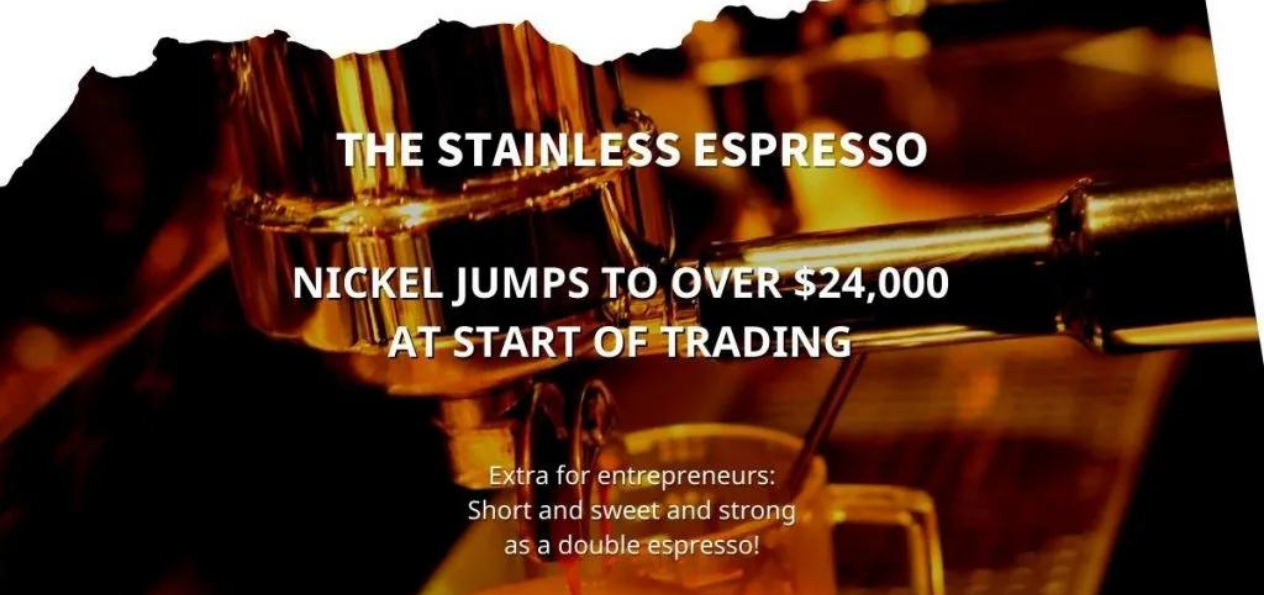 THE STAINLESS ESPRESSO
NICKEL JUMPS TO OVER $24,000
AT START OF TRADING
Extra for entrepreneurs:
Short and sweet and strong
as a double espresso!